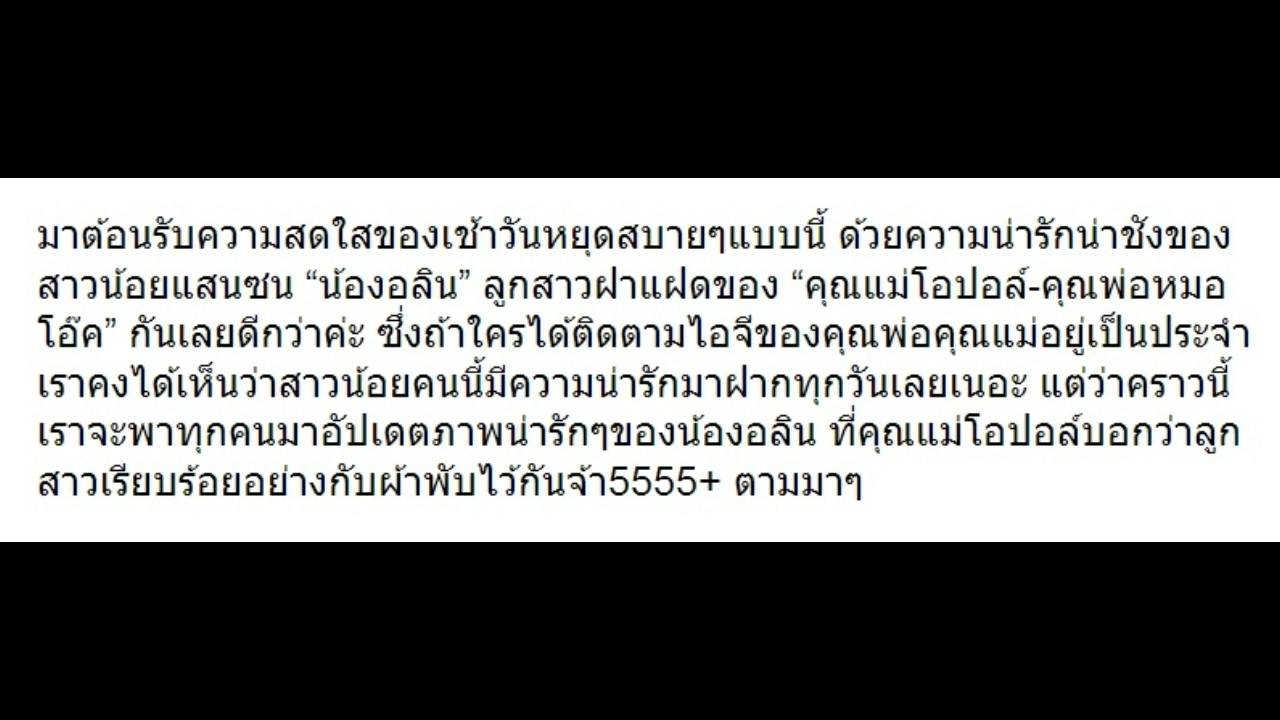 มาต้อนรับความสดใสของเช้าวันหยุดสบายๆแบบนี้ ด้วยความน่ารักน่าชังของ
สาวน้อยแสนซน “น้องอลิน” ลูกสาวฝาแฝดของ “คุณแม่โอปอล์-คุณพ่อหมอ
โอ๊ค” กันเลยดีกว่าค่ะ ซึ่งถ้าใครได้ติดตามไอจีของคุณพ่อคุณแม่อยู่เป็นประจำ
เราคงได้เห็นว่าสาวน้อยคนนี้มีความน่ารักมาฝากทุกวันเลยเนอะ แต่ว่าคราวนี้
เราจะพาทุกคนมาอัปเดตภาพน่ารักๆของน้องอลิน ที่คุณแม่โอปอล์บอกว่าลูก
สาวเรียบร้อยอย่างกับผ้าพับไว้กันจ้า5555+ ตามมาๆ